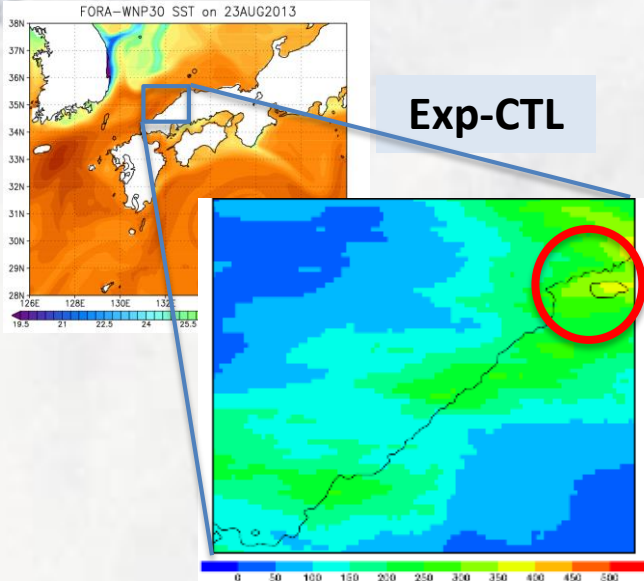 FORA-WNP30 SST on 23AUG2013
38N
37N
36N
35N
34N
33N
32N
31N
30N
29N
28N
126E 128E 130E 132E
19.5 21 22.5 24 25.5
Exp-CTL
0 50 100 150 200 250 300 350 400 450 500